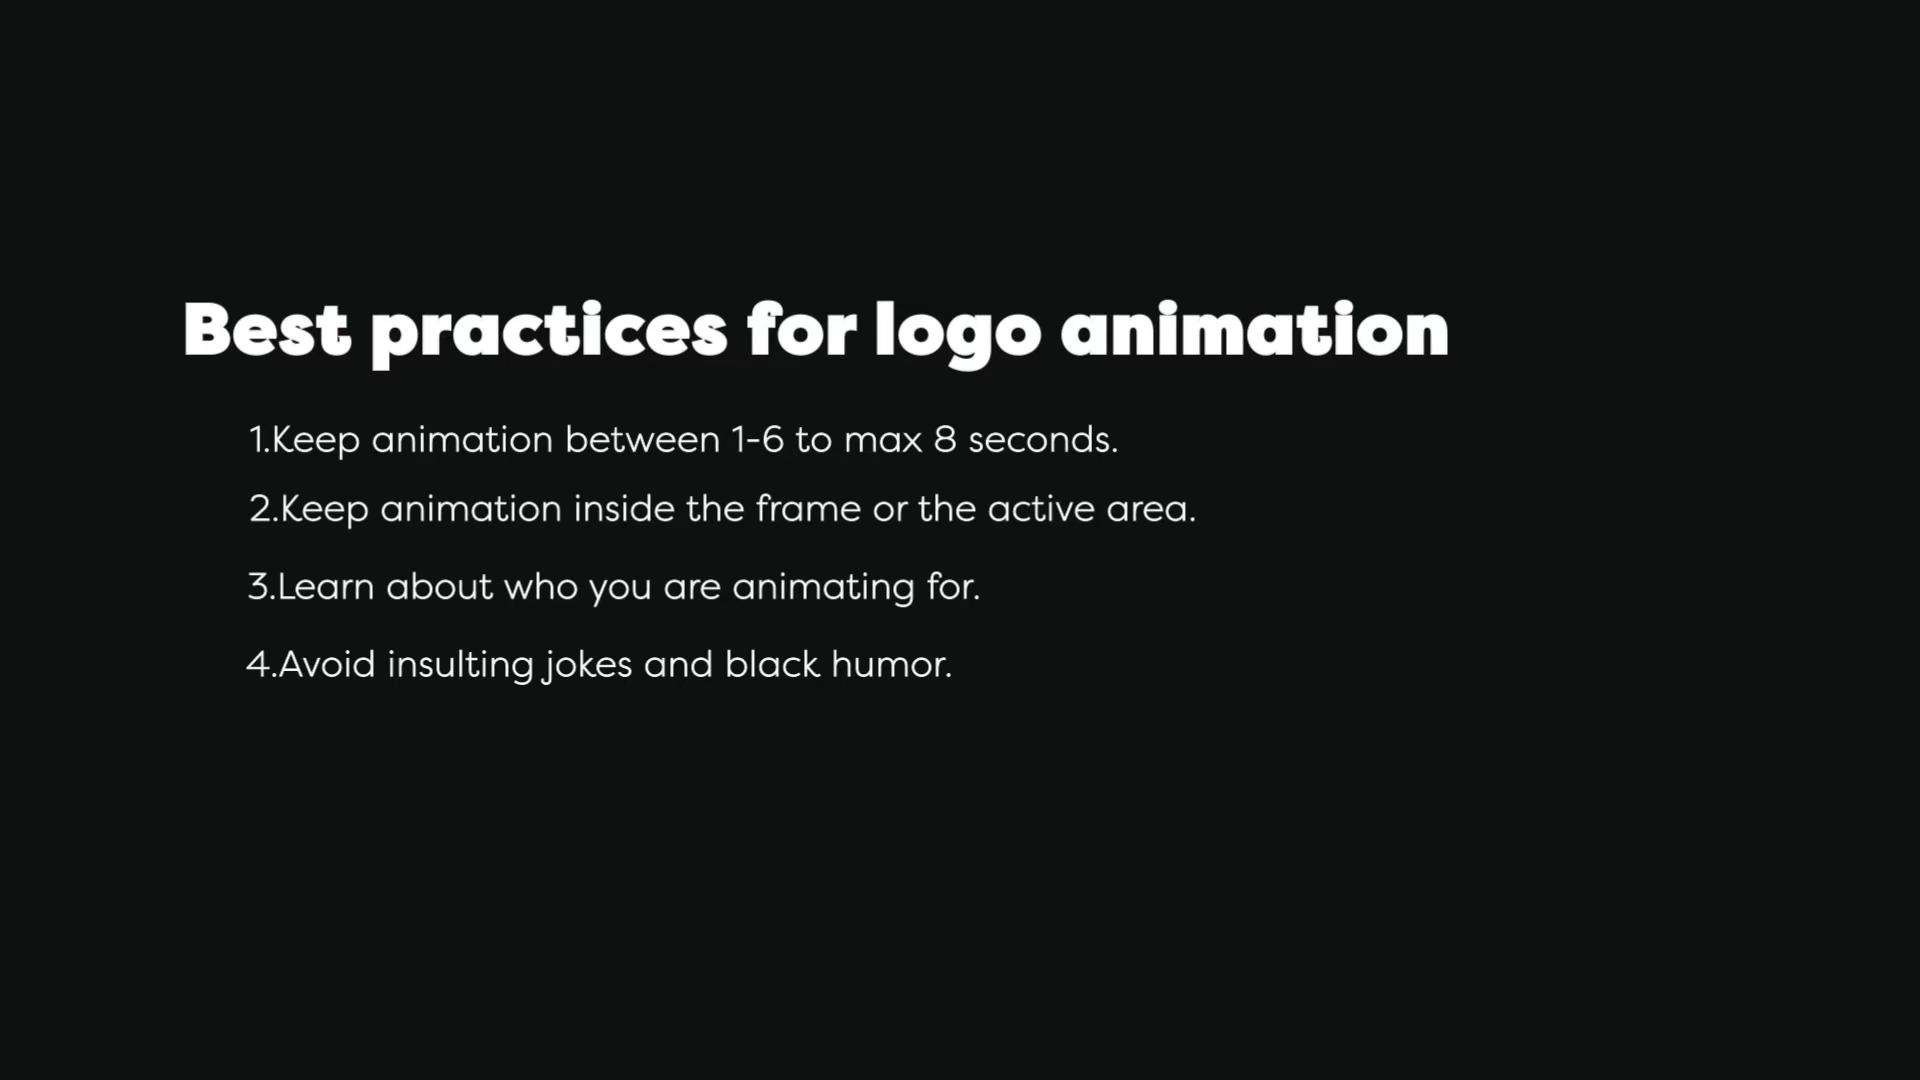 Best practices for logo animation
1.Keep animation between 1-6 to max 8 seconds.
2.Keep animation inside the frame or the active area.
3.Learn about who you are animating for.
4.Avoid insulting jokes and black humor.